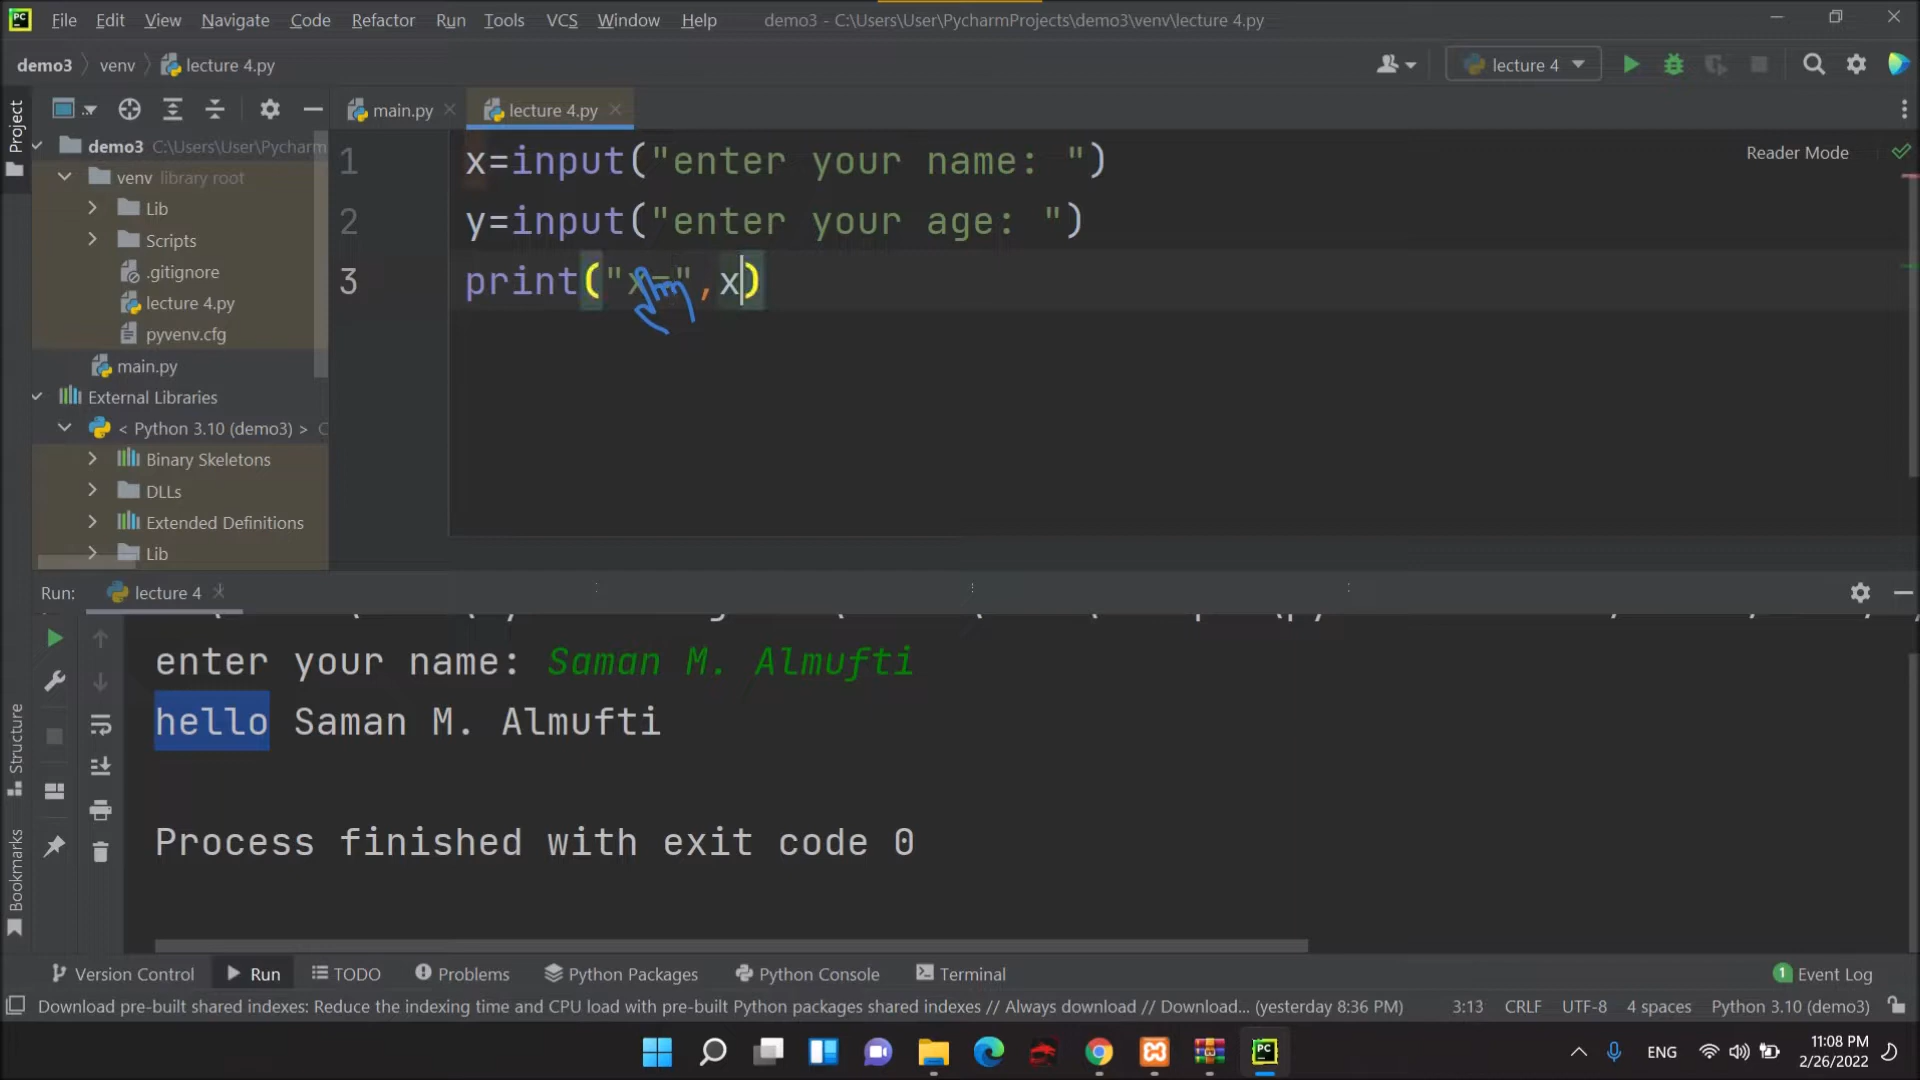 File Edit View Navigate Code Refactor Run Tools VCS Window Help demo3 - C:\Users\User\PycharmProjects\demo3\venv\lecture 4.py
demo3 venv lecture 4.py
lecture 4
main.py lecture 4.py
Project
demo3 C:\Users\User\Pycharm
venv library root
Lib
Scripts
.gitignore
lecture 4.py
pyvenv.cfg
main.py
External Libraries
< Python 3.10 (demo3) >
Binary Skeletons
DLLs
Extended Definitions
Lib
Reader Mode
1 x=input("enter your name: ")
2 y=input("enter your age: ")
3 print("x=",x)
Run: lecture 4
enter your name: Saman M. Almufti
hello Saman M. Almufti
Process finished with exit code 0
Structure
Bookmarks
Version Control Run TODO Problems Python Packages Python Console Terminal 1 Event Log
Download pre-built shared indexes: Reduce the indexing time and CPU load with pre-built Python packages shared indexes // Always download // Download... (yesterday 8:36 PM) 3:13 CRLF UTF-8 4 spaces Python 3.10 (demo3)
ENG 11:08 PM
2/26/2022